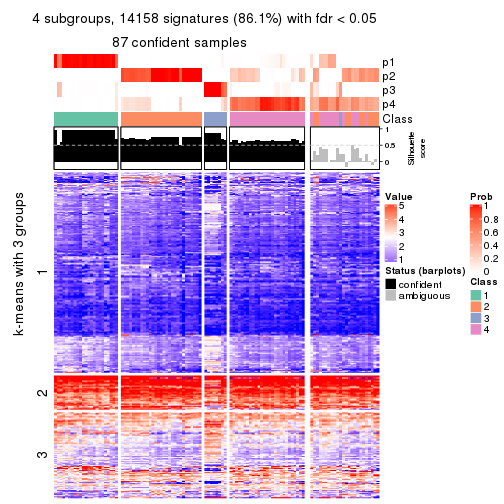 4 subgroups, 14158 signatures (86.1%) with fdr < 0.05
87 confident samples
p1
p2
p3
p4
Class
1
0.5
0
Silhouette
score
k-means with 3 groups
1
2
3
Value
5
4
3
2
1
Status (barplots)
confident
ambiguous
Prob
1
0.8
0.6
0.4
0.2
0
Class
1
2
3
4